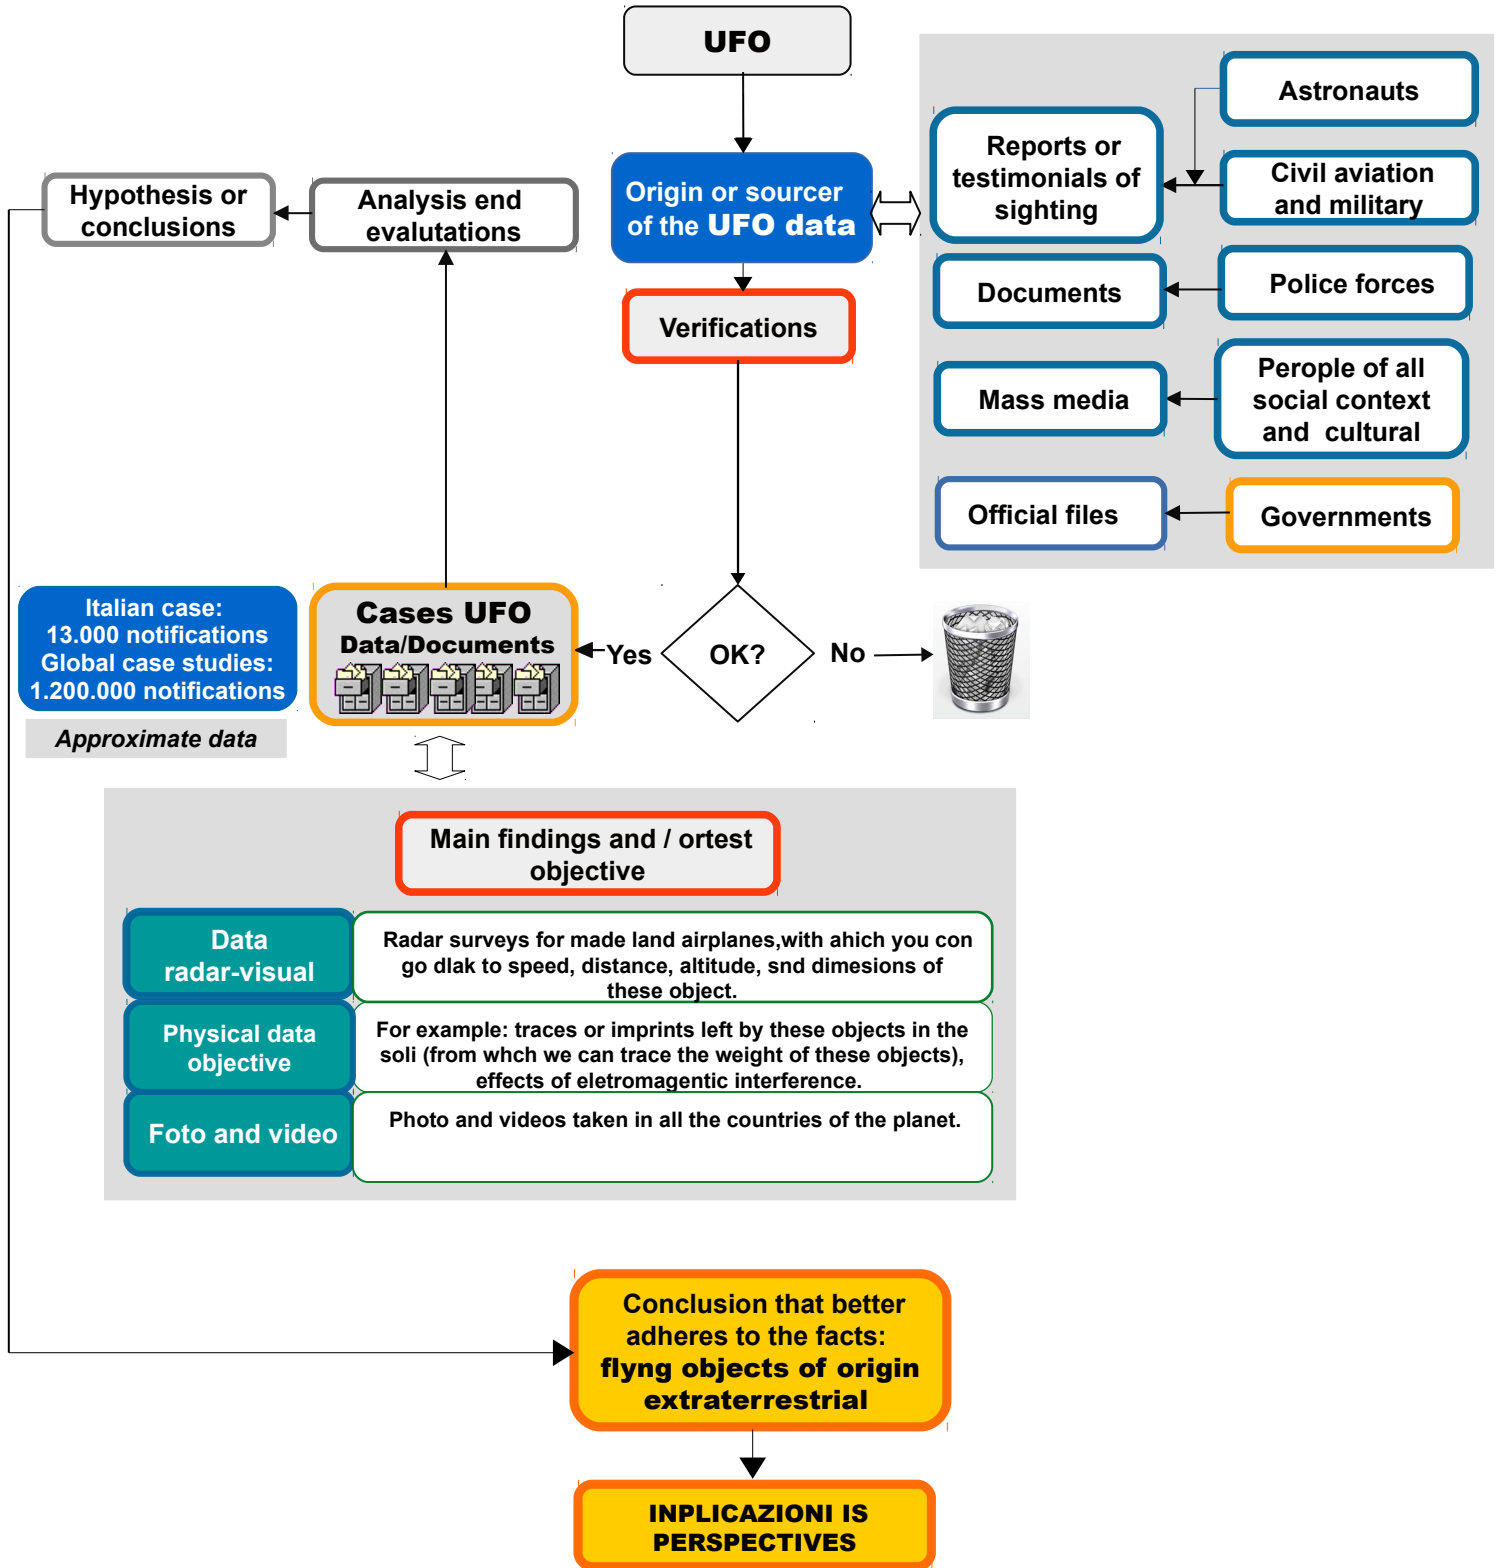 UFO
Origin or sourcer
of the UFO data
Verifications
Reports or
testimonials of
sighting
Astronauts
Civil aviation
and military
Documents
Police forces
Mass media
Perople of all
social context
and cultural
Official files
Governments
Hypothesis or
conclusions
Analysis end
evalutations
Italian case:
13.000 notifications
Global case studies:
1.200.000 notifications
Approximate data
Cases UFO
Data/Documents
Yes
OK?
No
Main findings and / ortest
objective
Data
radar-visual
Radar surveys for made land airplanes,with ahich you con
go dlak to speed, distance, altitude, snd dimesions of
these object.
Physical data
objective
For example: traces or imprints left by these objects in the
soli (from whch we can trace the weight of these objects),
effects of eletromagentic interference.
Foto and video
Photo and videos taken in all the countries of the planet.
Conclusion that better
adheres to the facts:
flyng objects of origin
extraterrestrial
INPLICAZIONI IS
PERSPECTIVES